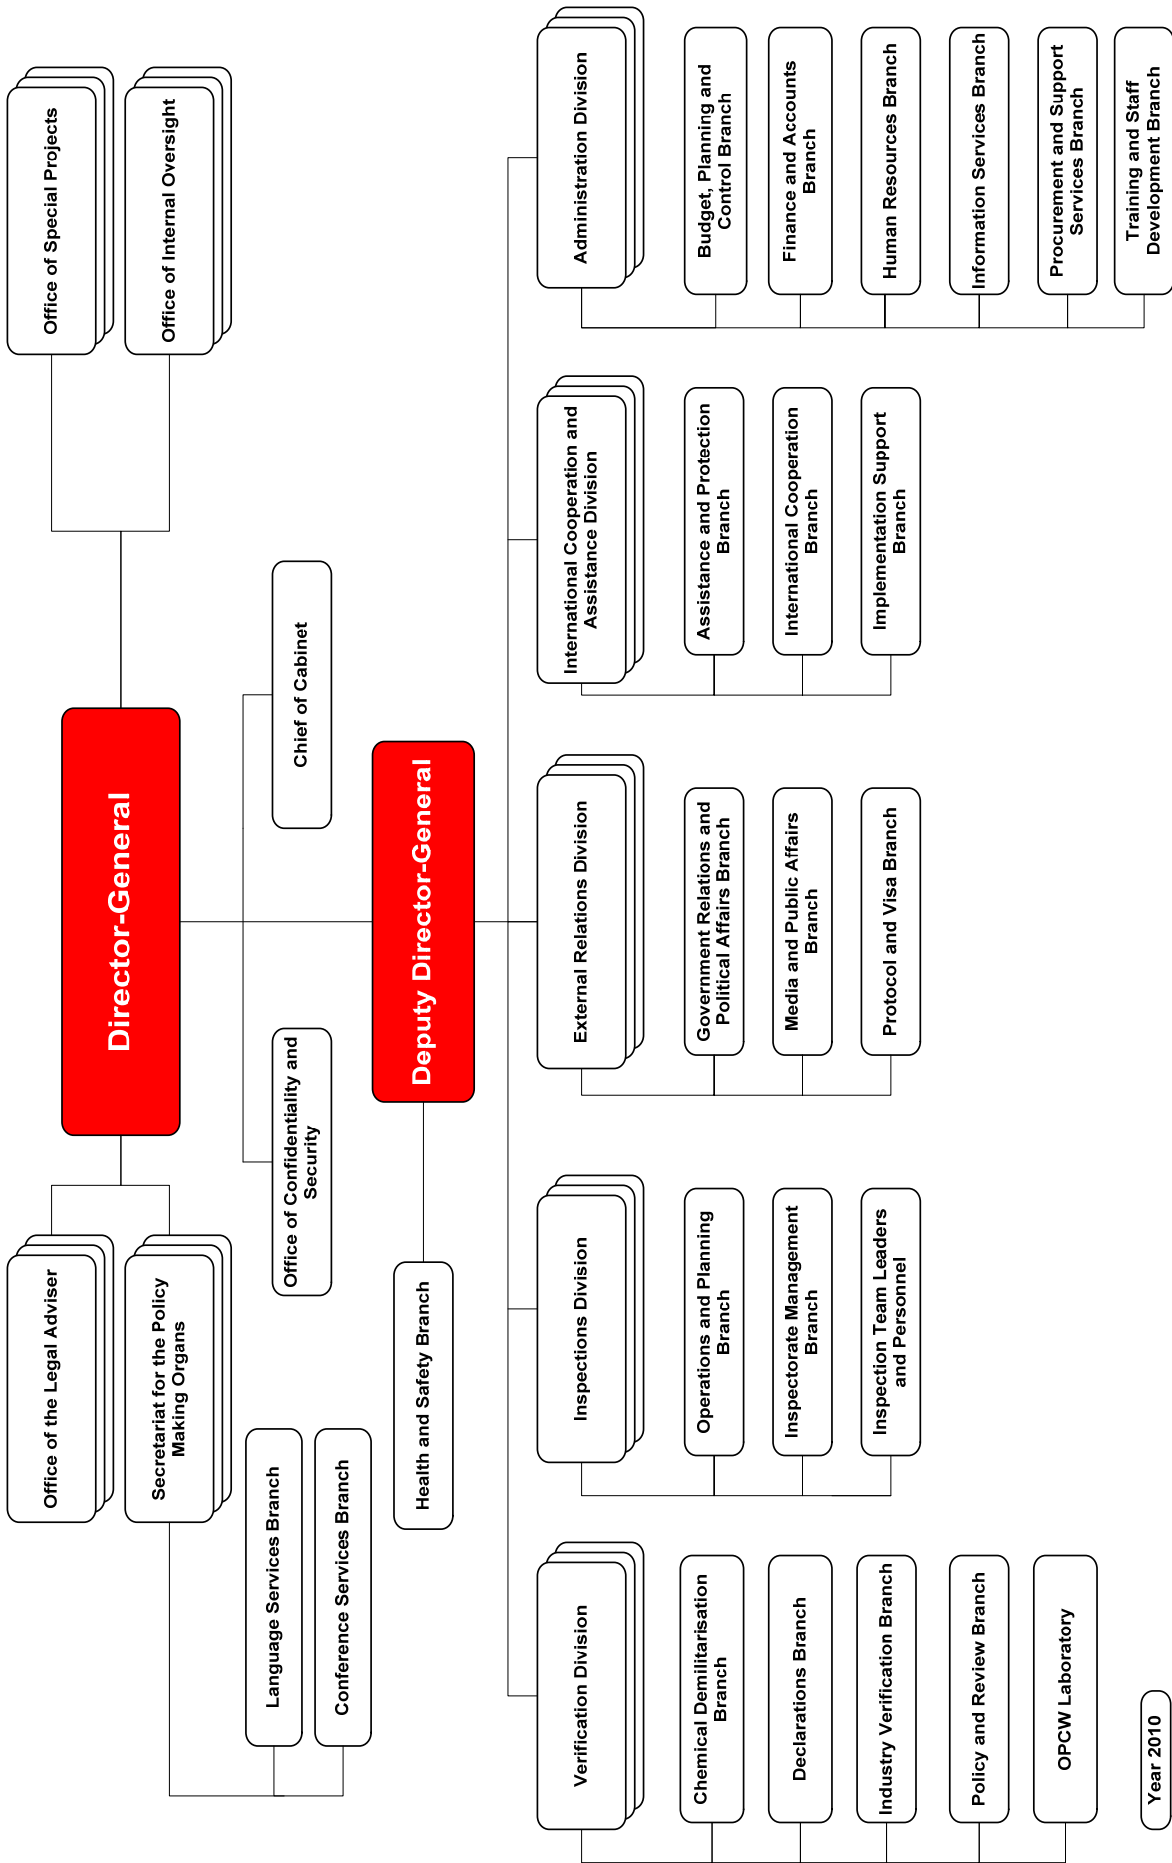 Director-General
Office of the Legal Adviser
Secretariat for the Policy
Making Organs
Language Services Branch
Conference Services Branch
Office of Special Projects
Office of Internal Oversight
Office of Confidentiality and
Security
Chief of Cabinet
Deputy Director-General
Health and Safety Branch
Verification Division
Chemical Demilitarisation
Branch
Declarations Branch
Industry Verification Branch
Policy and Review Branch
OPCW Laboratory
Inspections Division
Operations and Planning
Branch
Inspectorate Management
Branch
Inspection Team Leaders
and Personnel
External Relations Division
Government Relations and
Political Affairs Branch
Media and Public Affairs
Branch
Protocol and Visa Branch
International Cooperation and
Assistance Division
Assistance and Protection
Branch
International Cooperation
Branch
Implementation Support
Branch
Administration Division
Budget, Planning and
Control Branch
Finance and Accounts
Branch
Human Resources Branch
Information Services Branch
Procurement and Support
Services Branch
Training and Staff
Development Branch
Year 2010